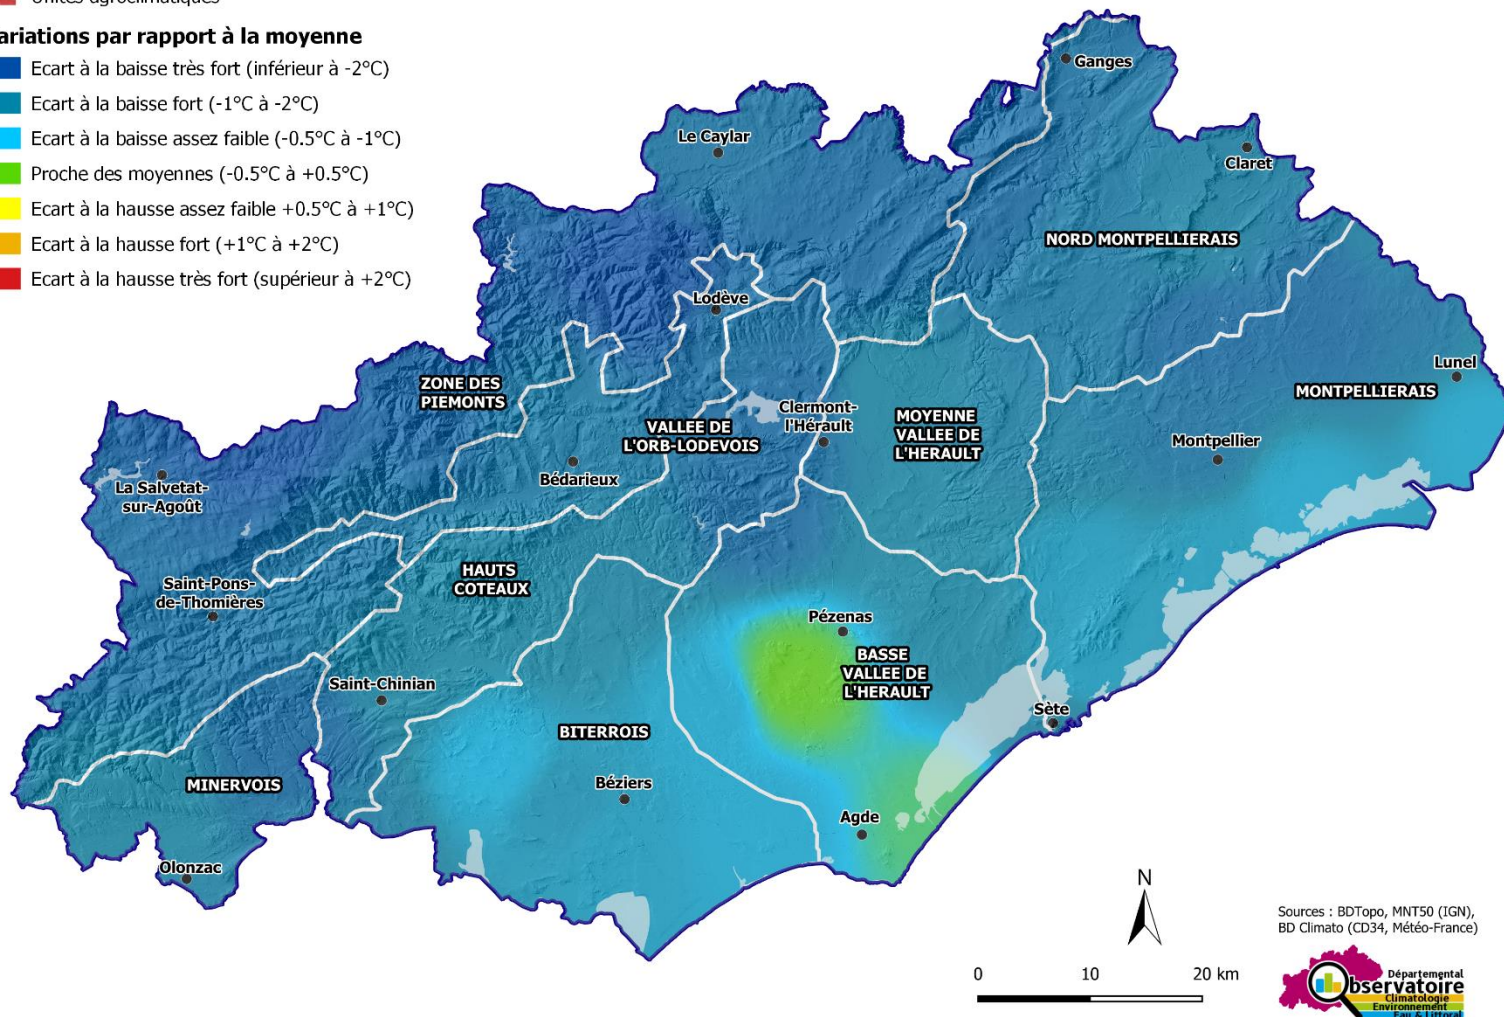 Unités agroclimatiques
ariations par rapport à la moyenne
Ecart à la baisse très fort (inférieur à -2°C)
Ecart à la baisse fort (-1°C à -2°C)
Ecart à la baisse assez faible (-0.5°C à -1°C)
Proche des moyennes (-0.5°C à +0.5°C)
Ecart à la hausse assez faible +0.5°C à +1°C)
Ecart à la hausse fort (+1°C à +2°C)
Ecart à la hausse très fort (supérieur à +2°C)
Ganges
Le Caylar
Claret
NORD MONTPELLIERAIS
Lodève
Lunel
ZONE DES
PIEMONTS
MONTPELLIERAIS
Clermont-
l'Hérault
MOYENNE
VALLEE DE
L'HERAULT
VALLEE DE
L'ORB-LODEVOIS
Montpellier
Bédarieux
La Salvetat-
sur-Agoût
HAUTS
COTEAUX
Saint-Pons-
de-Thomières
Pézenas
BASSE
VALLEE DE
L'HERAULT
Saint-Chinian
Sète
BITERROIS
MINERVOIS
Béziers
Agde
Olonzac
N
0 10 20 km
Sources : BDTopo, MNT50 (IGN),
BD Climato (CD34, Météo-France)
Départemental
Observatoire
Climatologie
Environnement
Eau & Littoral